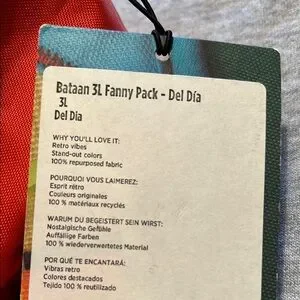 Bataan 3L Fanny Pack - Del Día
3L
Del Dia
WHY YOU'LL LOVE IT:
Retro vibes
Stand-out colors
100% repurposed fabric
POURQUOI VOUS L'AIMEREZ:
Esprit rétro
Couleurs originales
100 % matériaux recyclés
WARUM DU BEGEISTERT SEIN WIRST:
Nostalgische Gefühle
Auffällige Farben
100 % wiederverwertetes Material
POR QUÉ TE ENCANTARÁ:
Vibras retro
Colores destacados
Tejido 100 % reutilizado